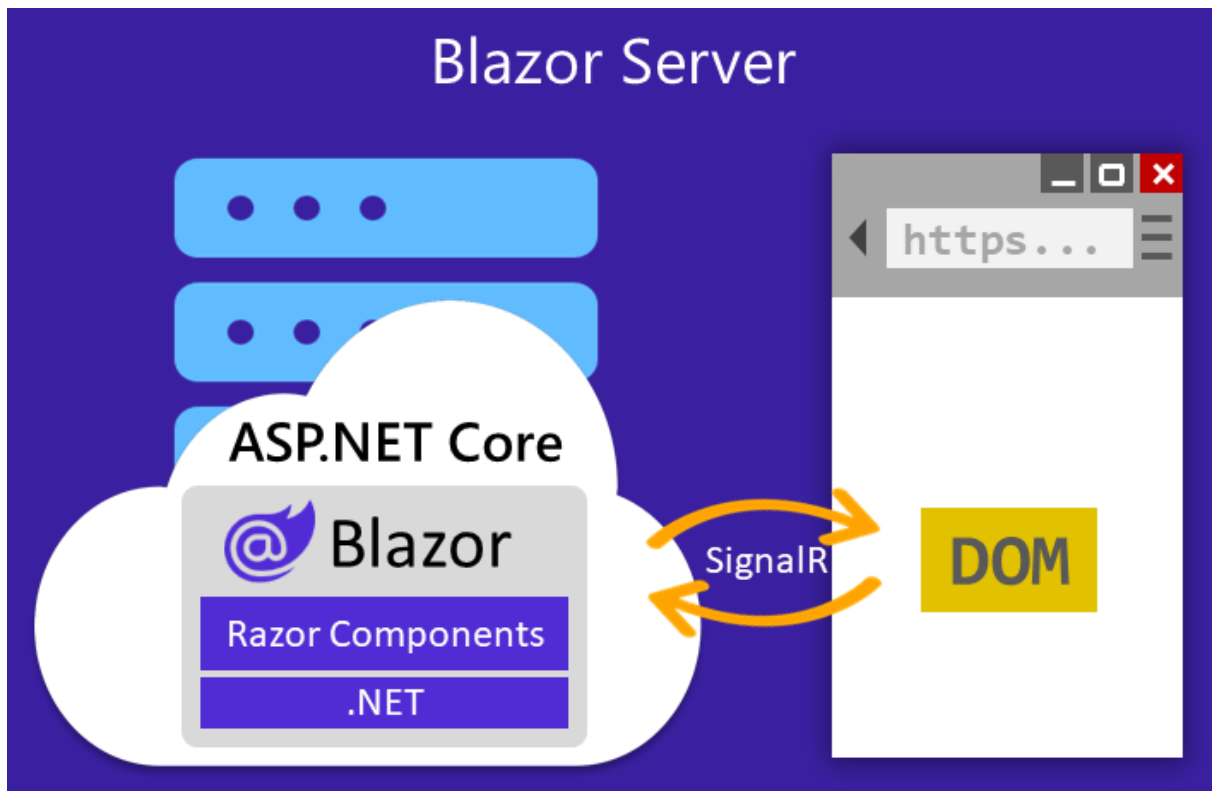 Blazor Server
https...
ASP.NET Core
@ Blazor
SignalR
DOM
Razor Components
.NET